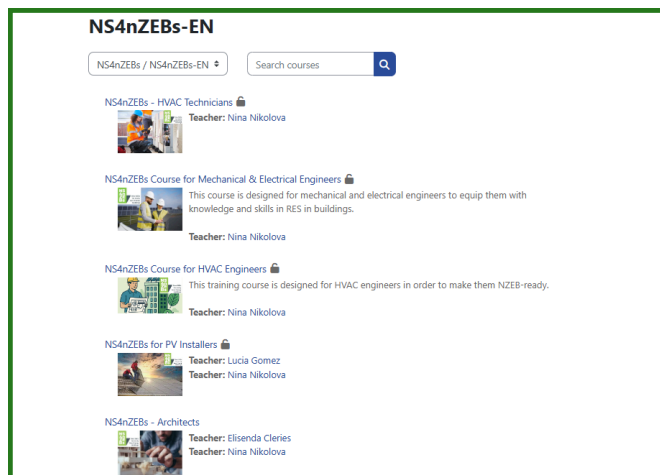 NS4nZEBs-EN
NS4nZEBs / NS4nZEBs-EN
Search courses
NS4nZEBs - HVAC Technicians
Teacher: Nina Nikolova
NS4nZEBs Course for Mechanical & Electrical Engineers
This course is designed for mechanical and electrical engineers to equip them with
knowledge and skills in RES in buildings.
Teacher: Nina Nikolova
NS4nZEBs Course for HVAC Engineers
This training course is designed for HVAC engineers in order to make them NZEB-ready.
Teacher: Nina Nikolova
NS4nZEBs for PV Installers
Teacher: Lucia Gomez
Teacher: Nina Nikolova
NS4nZEBs - Architects
Teacher: Elisenda Cleries
Teacher: Nina Nikolova